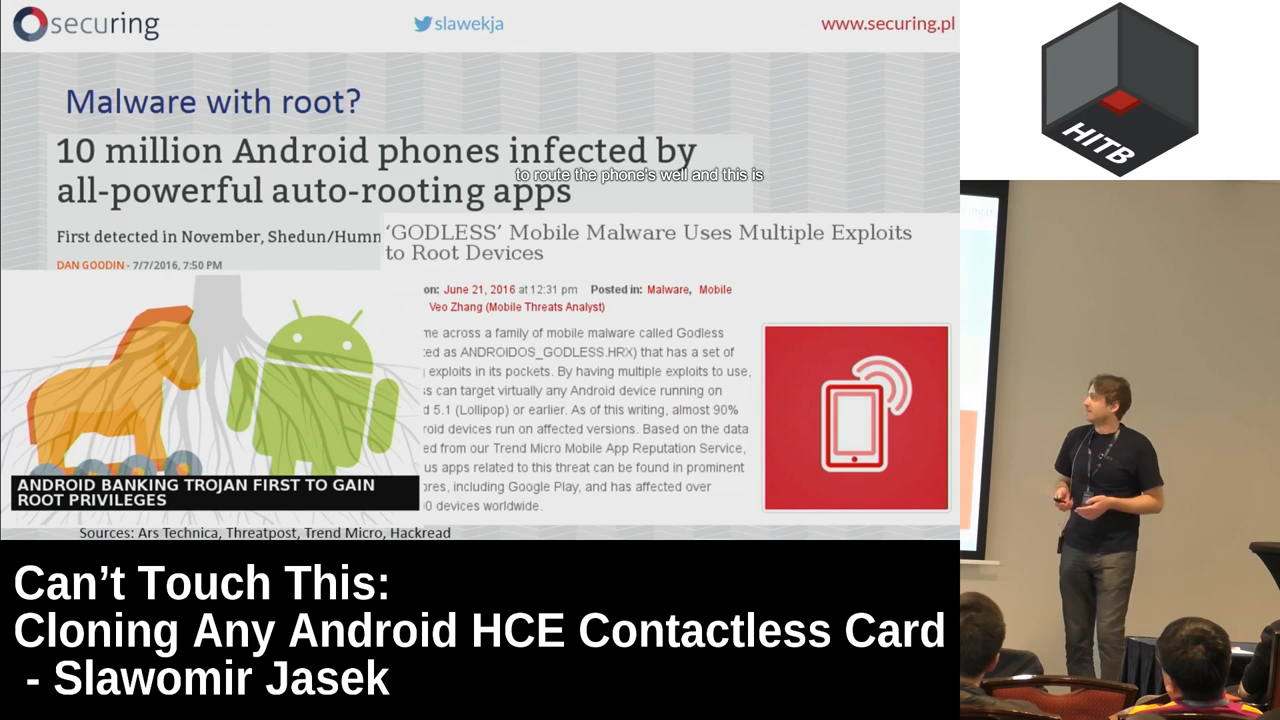 securing
slawekja
www.securing.pl
Malware with root?
10 million Android phones infected by
all-powerful auto-rooting apps
to route the phone's well and this is
First detected in November, Shedun/Humm
DAN GOODIN - 7/7/2016, 7:50 PM
'GODLESS' Mobile Malware Uses Multiple Exploits
to Root Devices
on: June 21, 2016 at 12:31 pm Posted in: Malware, Mobile
Veo Zhang (Mobile Threats Analyst)
me across a family of mobile malware called Godless
ed as ANDROIDOS_GODLESS.HRX) that has a set of
exploits in its pockets. By having multiple exploits to use,
s can target virtually any Android device running on
d 5.1 (Lollipop) or earlier. As of this writing, almost 90%
roid devices run on affected versions. Based on the data
ed from our Trend Micro Mobile App Reputation Service,
us apps related to this threat can be found in prominent
ores, including Google Play, and has affected over
0 devices worldwide.
ANDROID BANKING TROJAN FIRST TO GAIN
ROOT PRIVILEGES
Sources: Ars Technica, Threatpost, Trend Micro, Hackread
Can't Touch This:
Cloning Any Android HCE Contactless Card
- Slawomir Jasek
HITB